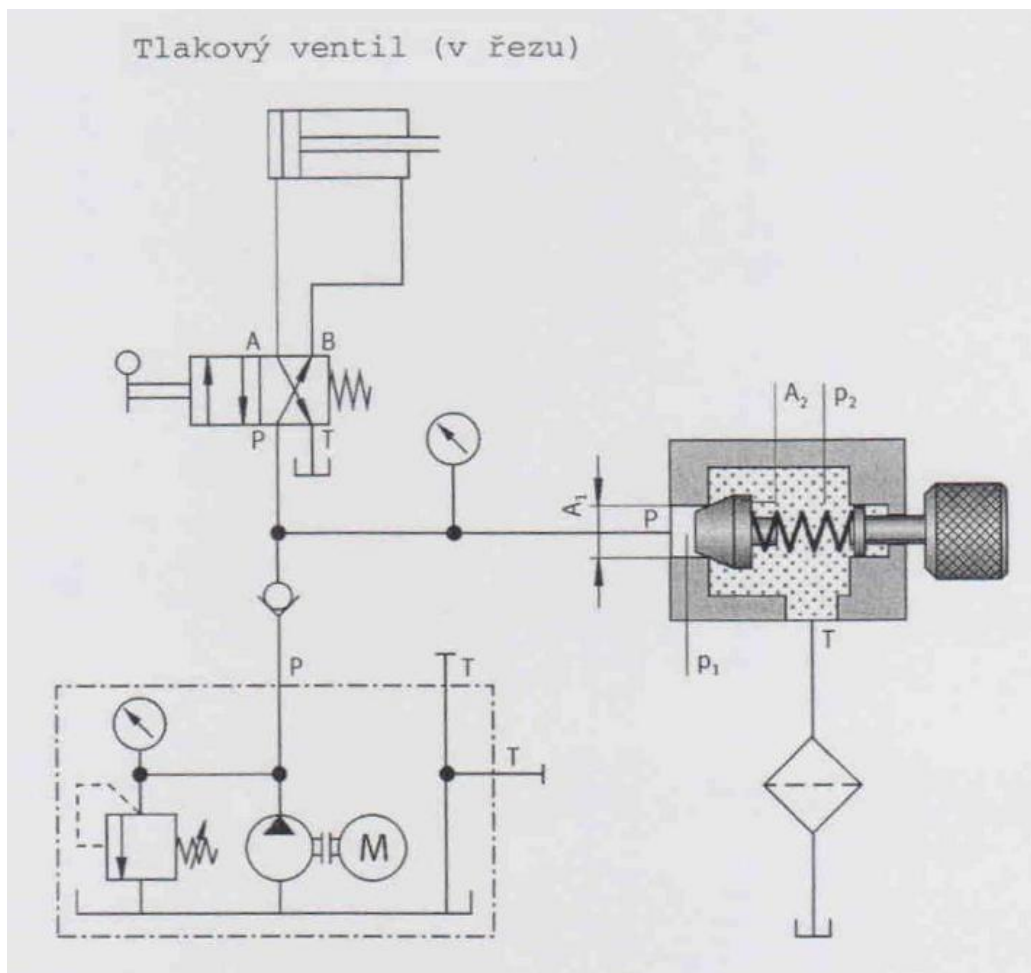 Tlakový ventil (v řezu)
A B
P T
A₂ p₂
A₁
P
p₁
T
P
T
T
M